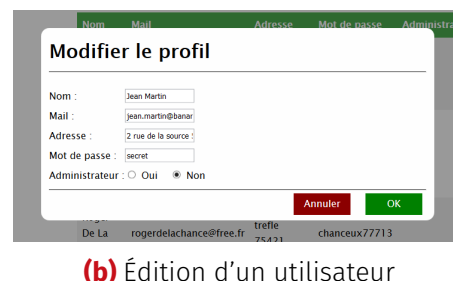 Nom Mail Adresse Mot de passe Administra
Modifier le profil
Nom : Jean Martin
Mail : jean.martin@banar
Adresse : 2 rue de la source
Mot de passe : secret
Administrateur : Oui Non
Annuler OK
trefle
De La rogerdelachance@free.fr chanceux77713
75421
(b) Édition d'un utilisateur